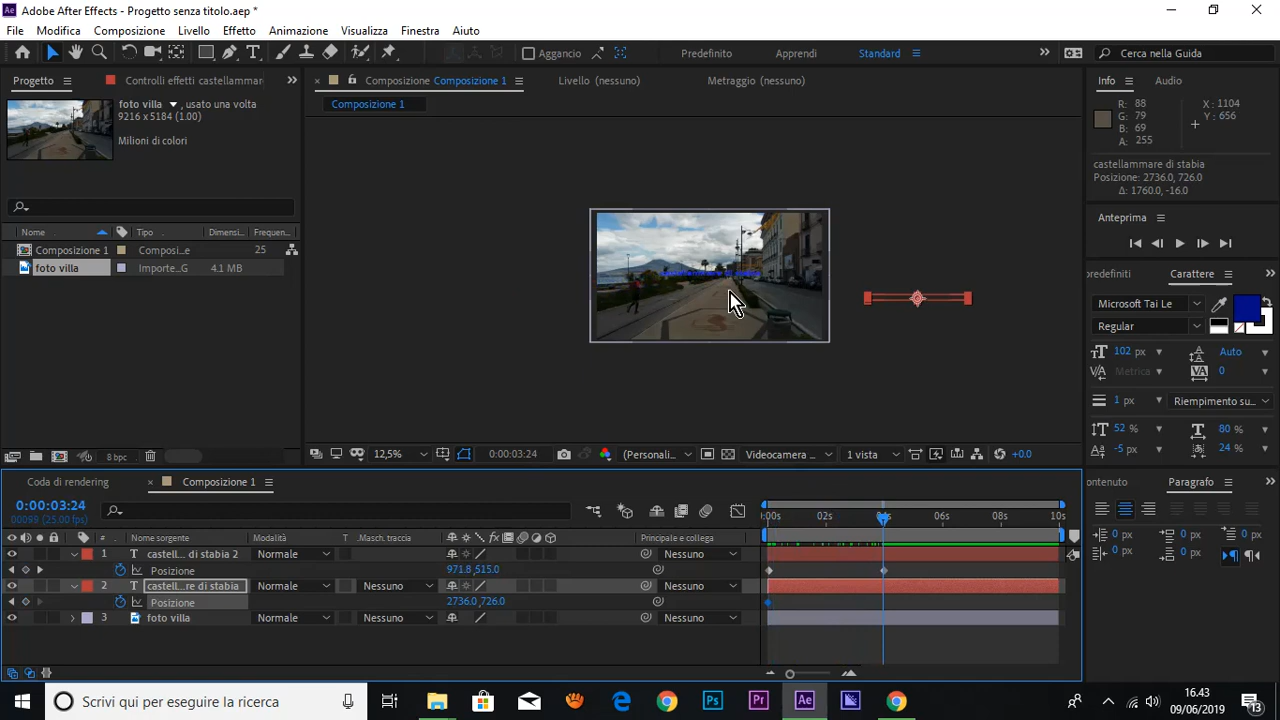 Adobe After Effects - Progetto senza titolo.aep *
File Modifica Composizione Livello Effetto Animazione Visualizza Finestra Aiuto
Aggancio Predefinito Apprendi Standard Cerca nella Guida
Progetto Controlli effetti castellammar
Composizione Composizione 1 Livello (nessuno) Metraggio (nessuno)
Info Audio
foto villa , usato una volta
9216 x 5184 (1.00)
Milioni di colori
Composizione 1
R: 88
G: 79
B: 69
A: 255
X: 1104
Y: 656
castellammare di stabia
Posizione: 2736.0, 726.0
Δ: 1760.0, -16.0
Anteprima
Nome Tipo Dimensi... Frequen...
Composizione 1 Composi...e 25
foto villa Importe...G 4.1 MB
predefiniti Carattere
Microsoft Tai Le
Regular
102 px Auto
Metrica 0
1 px Riempimento su...
52 % 80 %
-5 px 24 %
8 bpc
12,5% 0:00:03:24 (Personali... Videocamera ... 1 vista +0.0
Coda di rendering Composizione 1
0:00:03:24
00099 (25.00 fps)
:00s 02s 04s 06s 08s 10s
# Nome sorgente Modalità T Match. traccia Principale e collega
1 T castell... di stabia 2 Normale Nessuno
Posizione 971.8,515.0
2 T castell...re di stabia Normale Nessuno Nessuno
Posizione 2736.0,726.0
3 foto villa Normale Nessuno Nessuno
ontenuto Paragrafo
0 px 0 px 0 px
0 px 0 px
Scrivi qui per eseguire la ricerca
16.43
09/06/2019
13